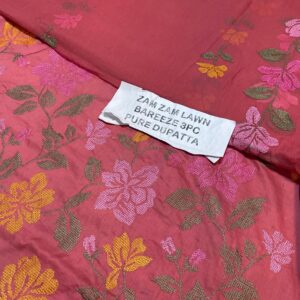 ZAM ZAM LAWN
BAREEZE 3PC
PURE DUPATTA